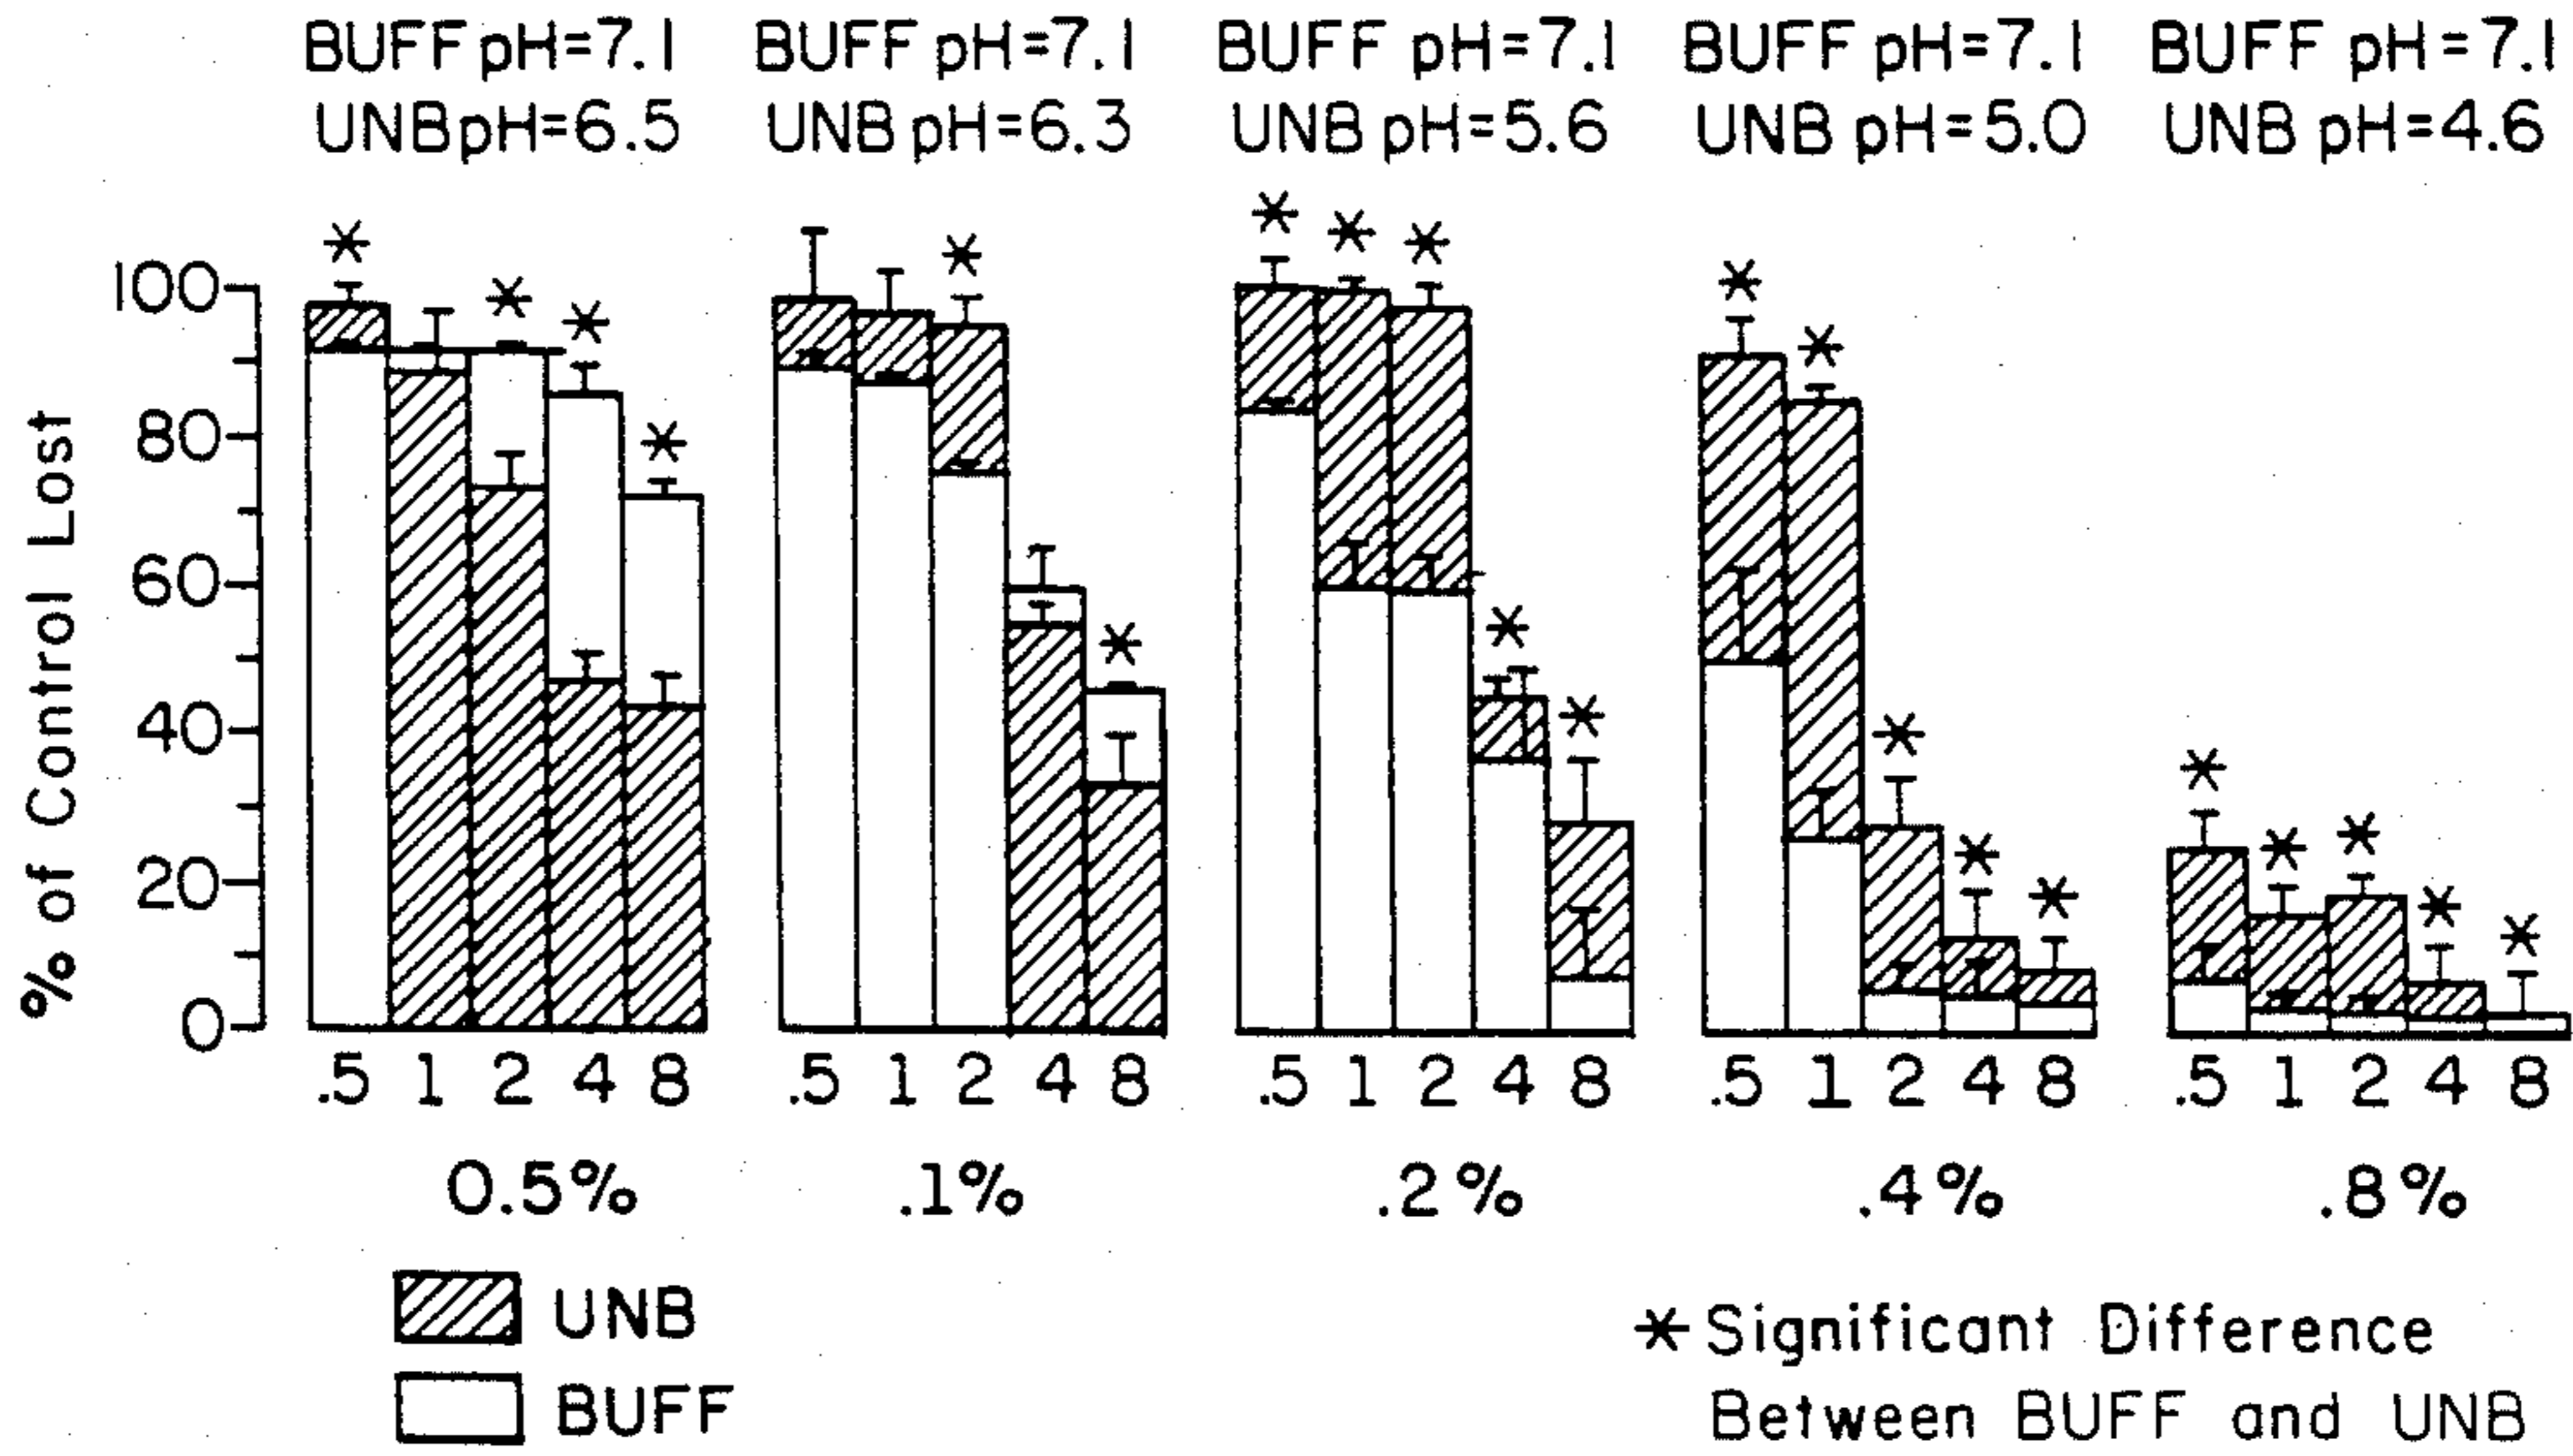 BUFF pH=7.1 BUFF pH=7.1 BUFF pH=7.1 BUFF pH=7.1 BUFF pH=7.1
UNB pH=6.5 UNB pH=6.3 UNB pH=5.6 UNB pH=5.0 UNB pH=4.6
* * * * * * * * * * * * * * * * * * * *
% of Control Lost
100
80
60
40
20
0
.5 1 2 4 8 .5 1 2 4 8 .5 1 2 4 8 .5 1 2 4 8 .5 1 2 4 8
0.5% .1% .2% .4% .8%
UNB
BUFF
* Significant Difference
Between BUFF and UNB